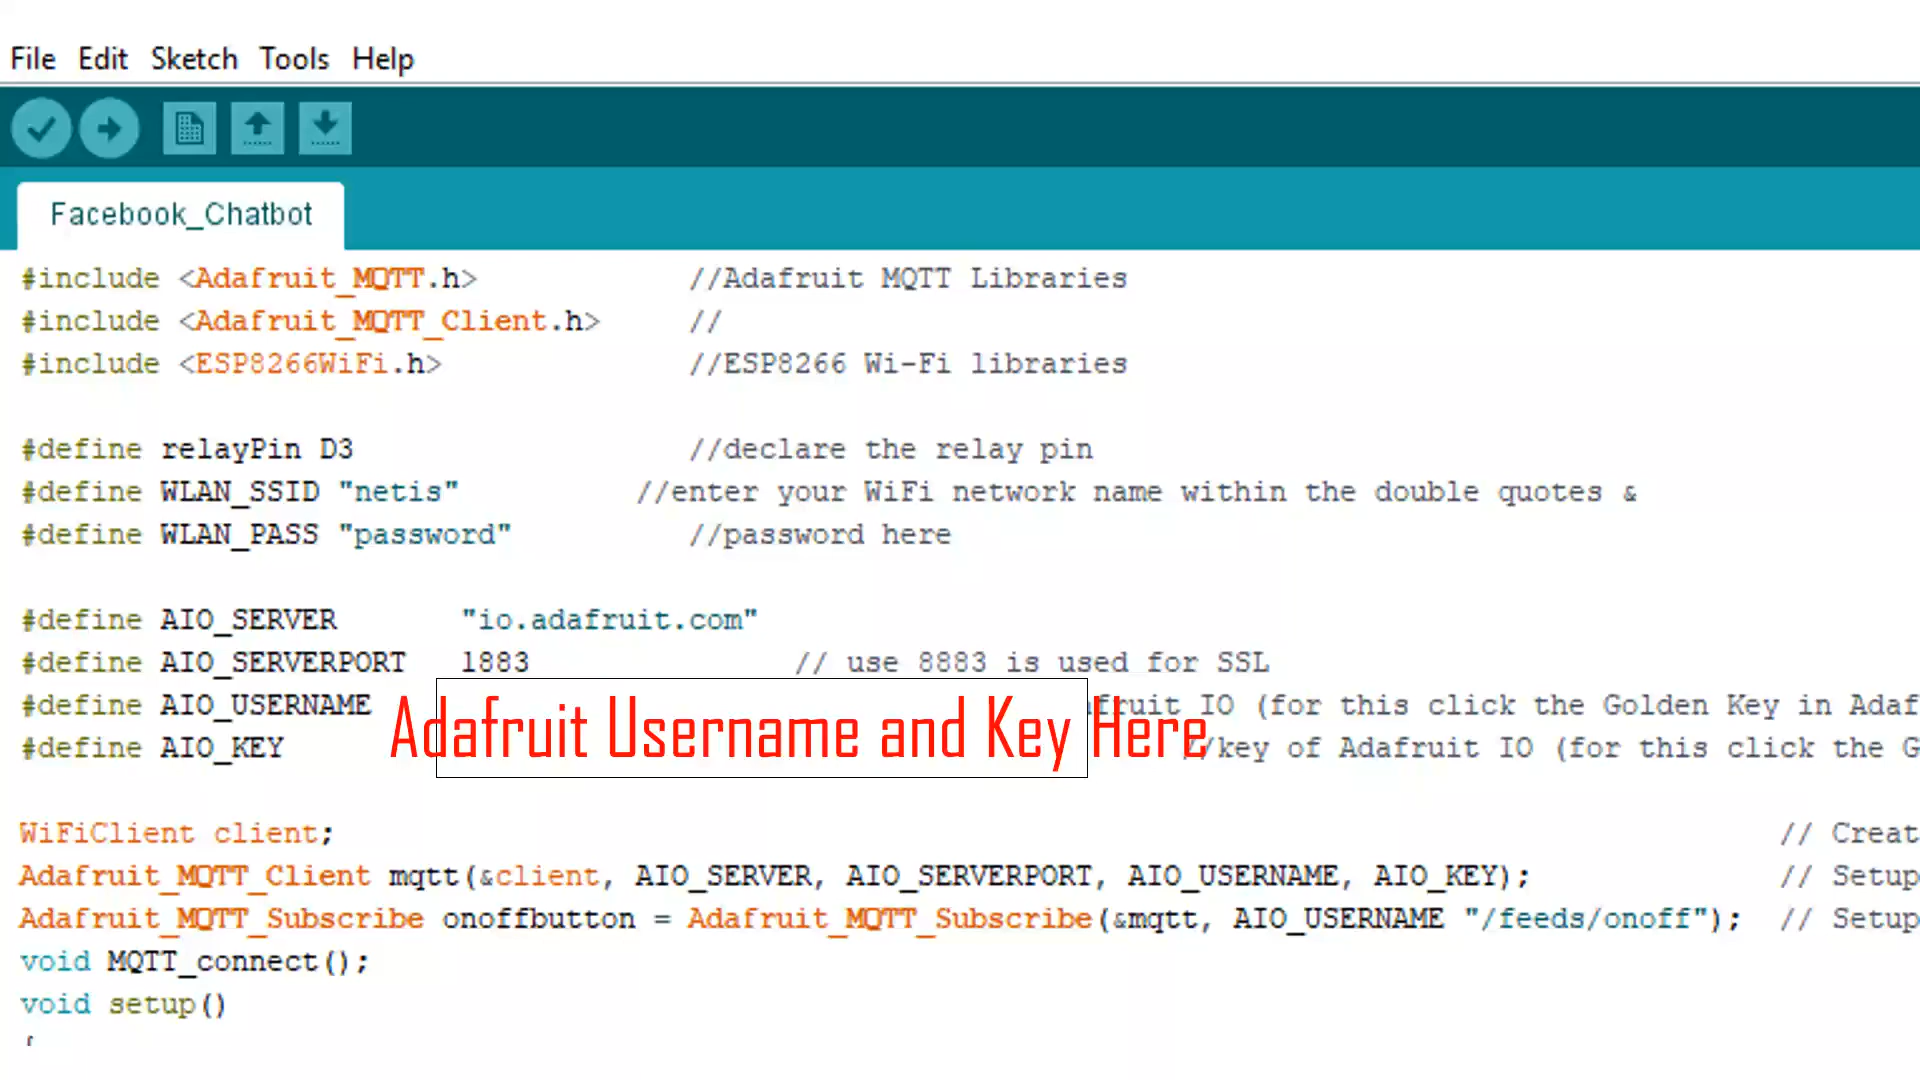 File Edit Sketch Tools Help
Facebook_Chatbot
#include <Adafruit_MQTT.h> //Adafruit MQTT Libraries
#include <Adafruit_MQTT_Client.h> //
#include <ESP8266WiFi.h> //ESP8266 Wi-Fi libraries
#define relayPin D3 //declare the relay pin
#define WLAN_SSID "netis" //enter your WiFi network name within the double quotes &
#define WLAN_PASS "password" //password here
#define AIO_SERVER "io.adafruit.com"
#define AIO_SERVERPORT 1883 // use 8883 is used for SSL
#define AIO_USERNAME fruit IO (for this click the Golden Key in Adaf
Adafruit Username and Key Here
#define AIO_KEY //key of Adafruit IO (for this click the G
WiFiClient client; // Creat
Adafruit_MQTT_Client mqtt(&client, AIO_SERVER, AIO_SERVERPORT, AIO_USERNAME, AIO_KEY); // Setup
Adafruit_MQTT_Subscribe onoffbutton = Adafruit_MQTT_Subscribe(&mqtt, AIO_USERNAME "/feeds/onoff"); // Setup
void MQTT_connect();
void setup()